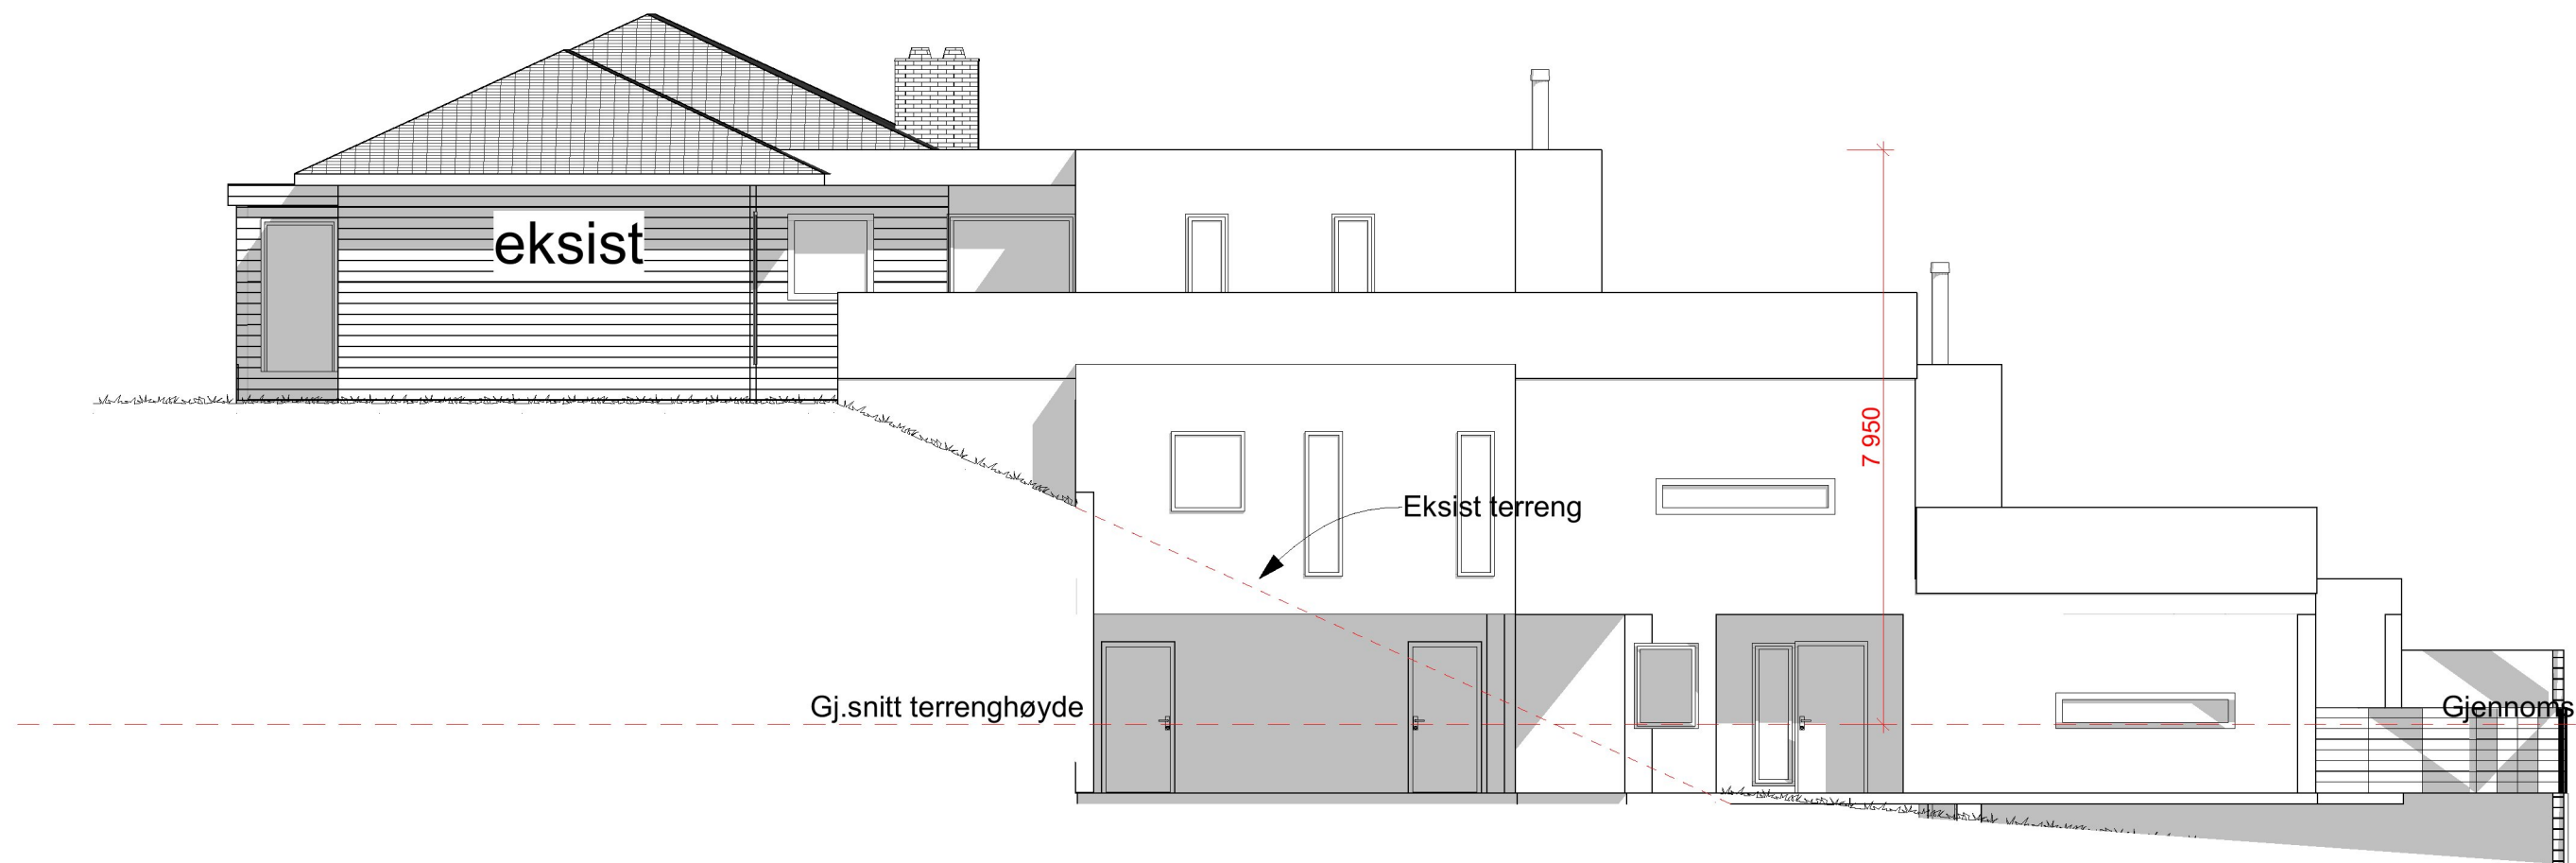 eksist
7 950
Eksist terreng
Gj.snitt terrenghøyde
Gjennoms